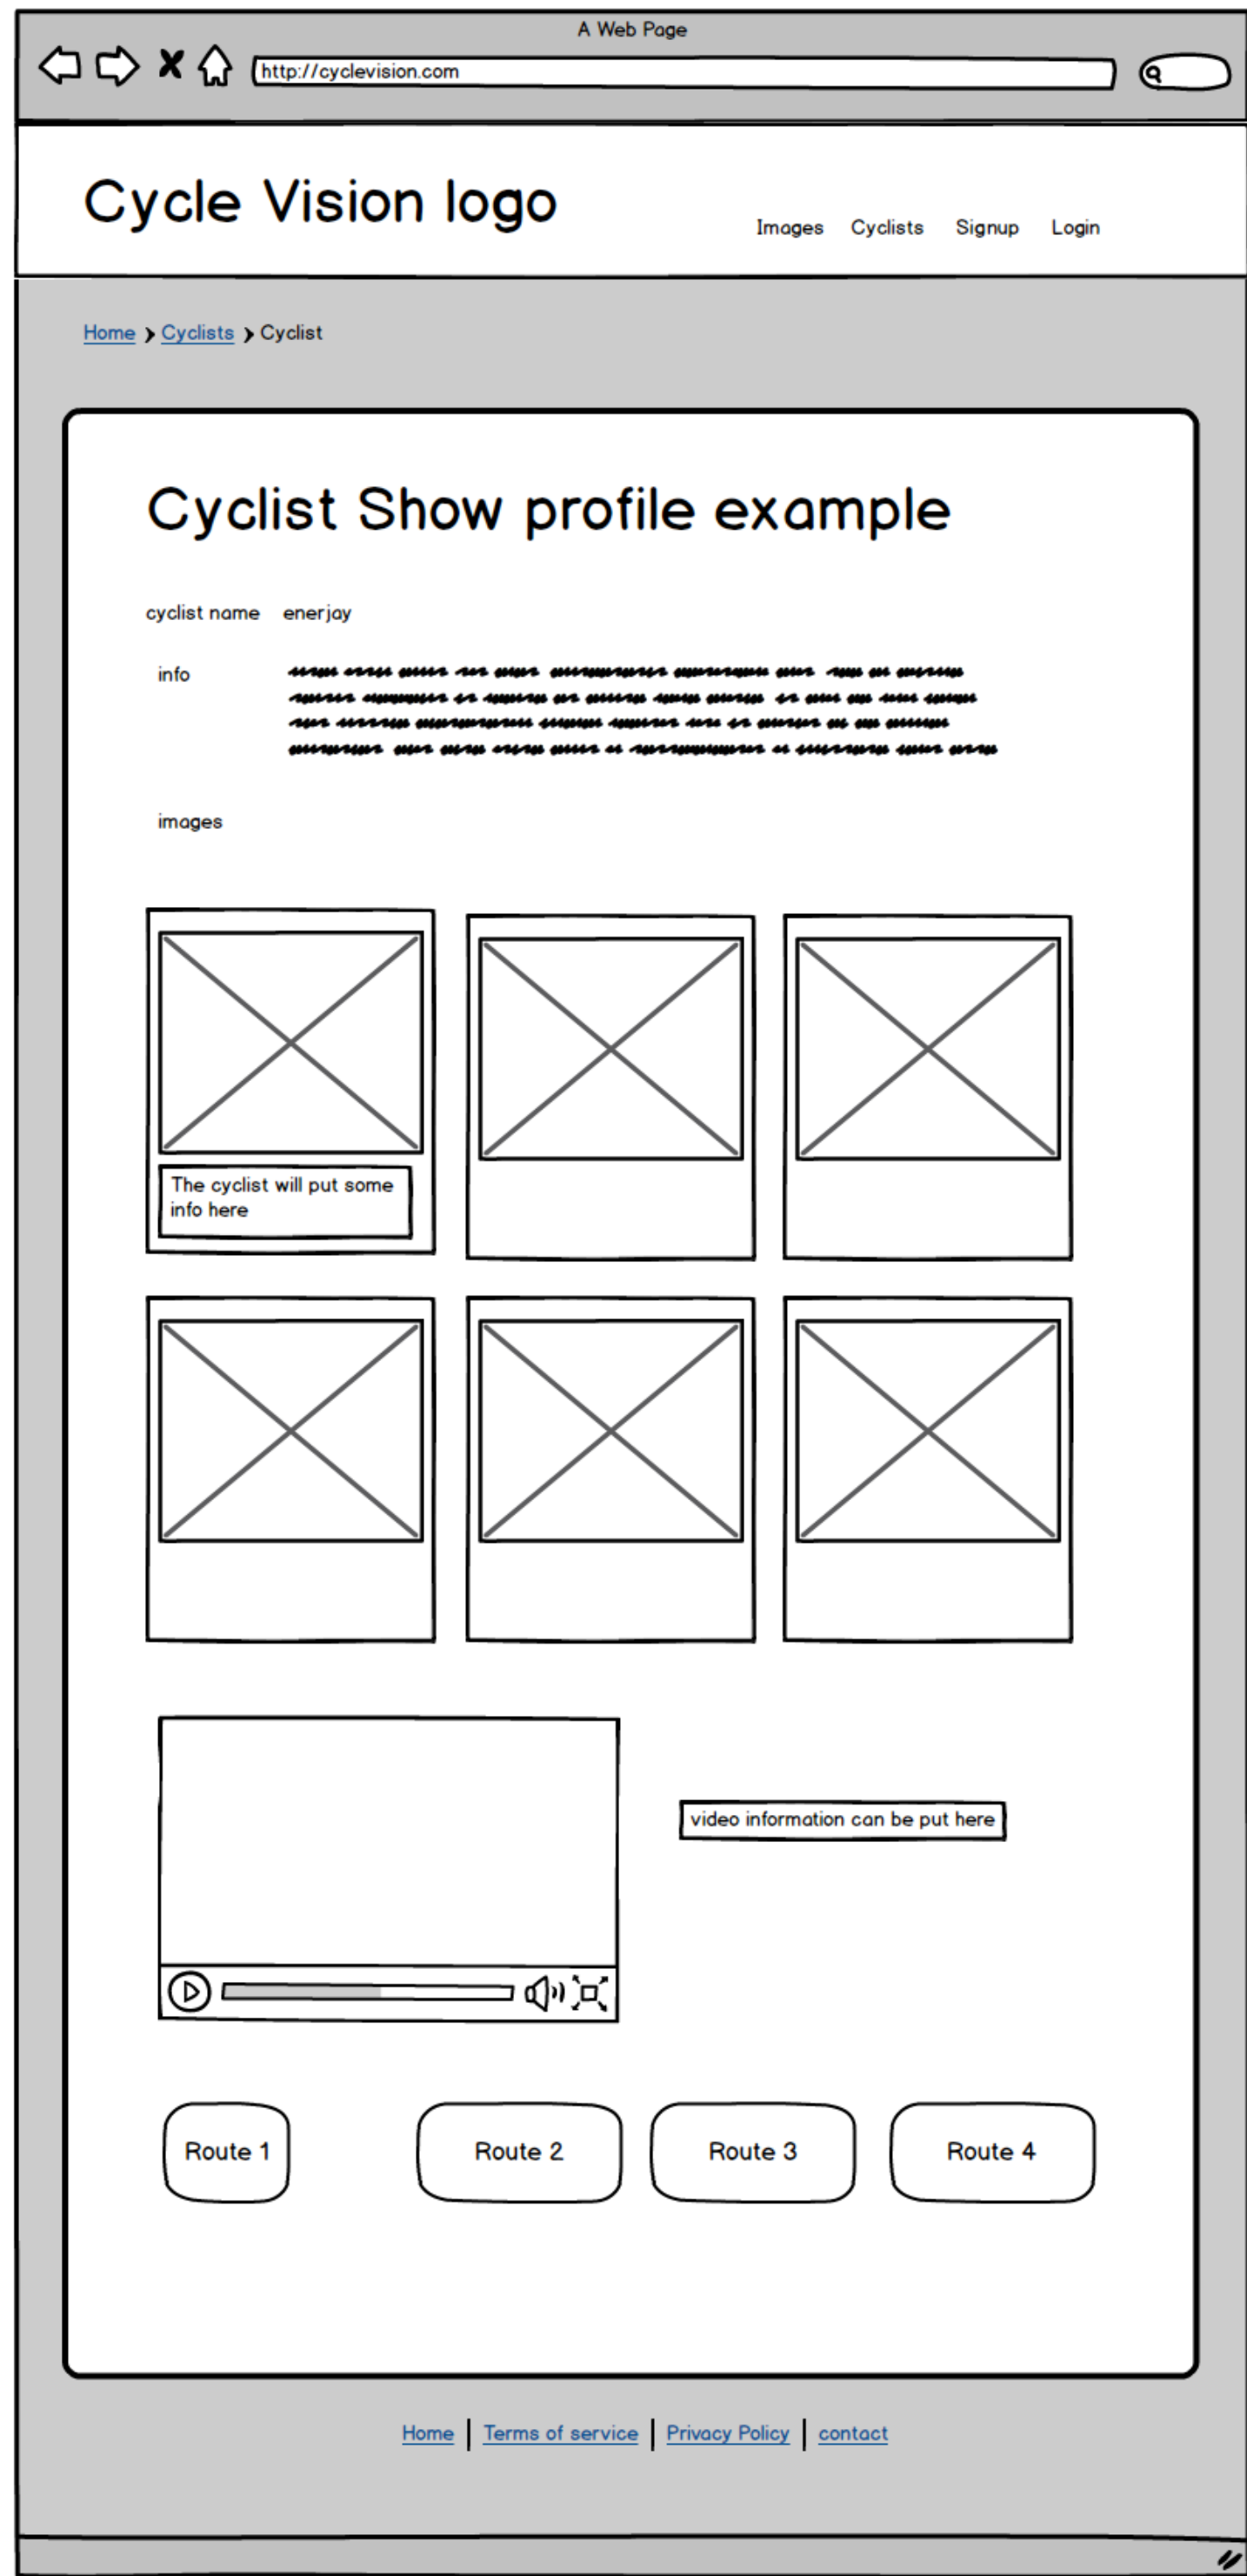 A Web Page
http://cyclevision.com
Cycle Vision logo
Images Cyclists Signup Login
Home Cyclists Cyclist
Cyclist Show profile example
cyclist name enerjay
info
images
The cyclist will put some
info here
video information can be put here
Route 1 Route 2 Route 3 Route 4
Home Terms of service Privacy Policy contact